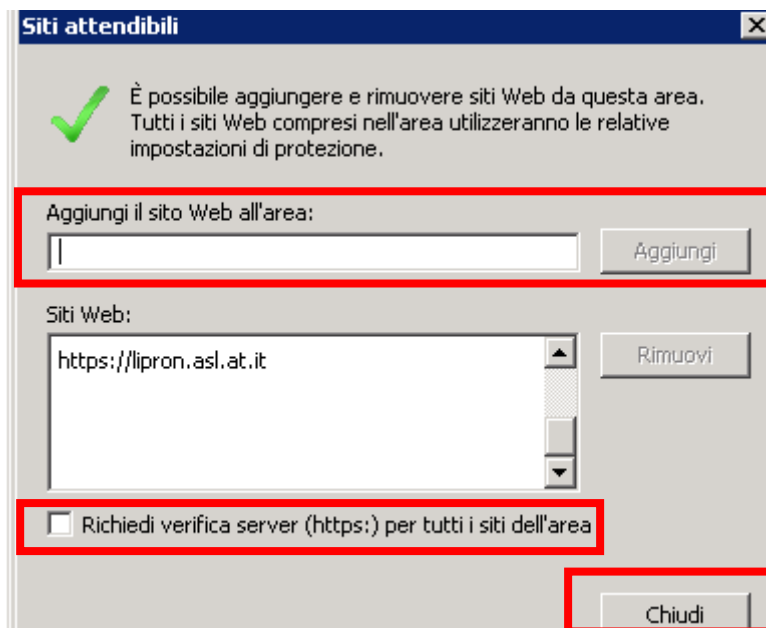 Siti attendibili
È possibile aggiungere e rimuovere siti Web da questa area.
Tutti i siti Web compresi nell'area utilizzeranno le relative
impostazioni di protezione.
Aggiungi il sito Web all'area:
Aggiungi
Siti Web:
https://lipron.asl.at.it
Rimuovi
Richiedi verifica server (https:) per tutti i siti dell'area
Chiudi